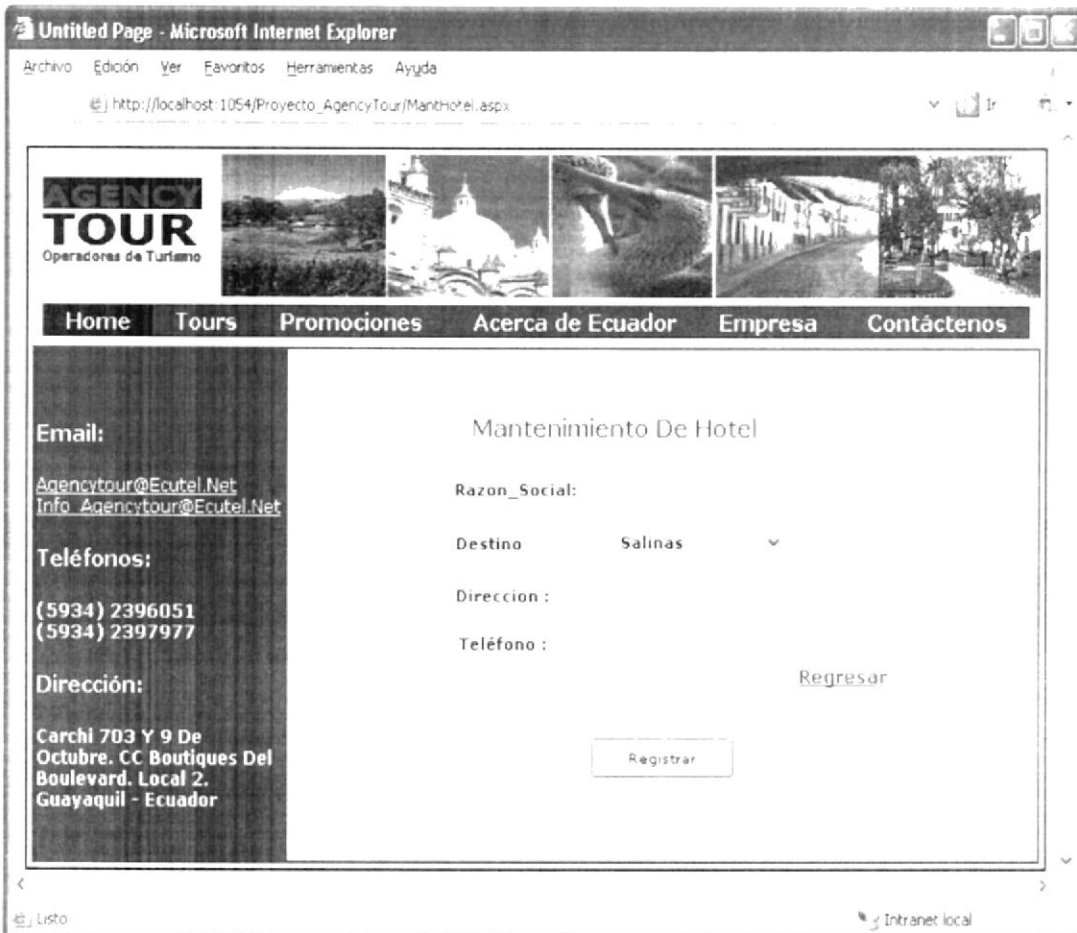 Untitled Page - Microsoft Internet Explorer
Archivo Edición Ver Favoritos Herramientas Ayuda
http://localhost:1054/Proyecto_AgencyTour/MantHotel.aspx Ir
AGENCY
TOUR
Operadores de Turismo
Home Tours Promociones Acerca de Ecuador Empresa Contáctenos
Email:
Agencytour@Ecutel.Net
Info_Agencytour@Ecutel.Net
Teléfonos:
(5934) 2396051
(5934) 2397977
Dirección:
Carchi 703 Y 9 De
Octubre. CC Boutiques Del
Boulevard. Local 2.
Guayaquil - Ecuador
Mantenimiento De Hotel
Razon_Social:
Destino Salinas
Direccion :
Teléfono :
Regresar
Registrar
Listo Intranet local